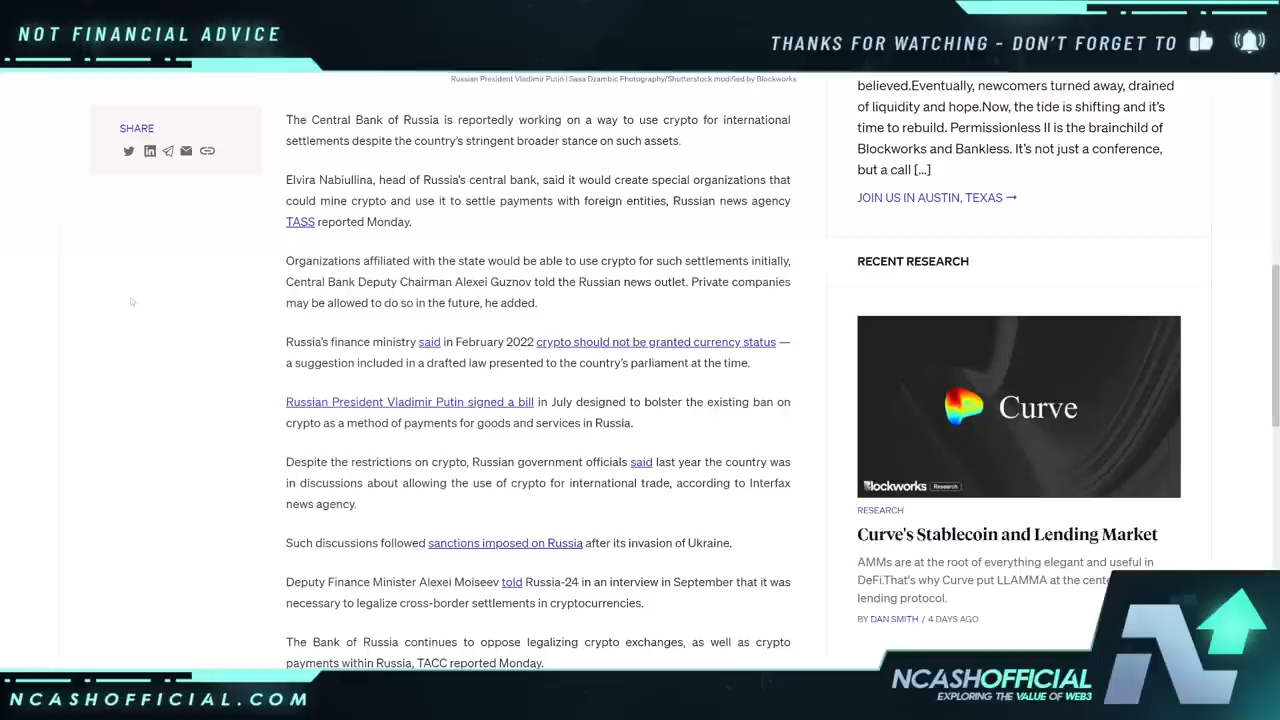 NOT FINANCIAL ADVICE
THANKS FOR WATCHING - DON'T FORGET TO
Russian President Vladimir Putin | Sasa Dzambic Photography/Shutterstock modified by Blockworks
SHARE
The Central Bank of Russia is reportedly working on a way to use crypto for international
settlements despite the country's stringent broader stance on such assets.
Elvira Nabiullina, head of Russia's central bank, said it would create special organizations that
could mine crypto and use it to settle payments with foreign entities, Russian news agency
TASS reported Monday.
Organizations affiliated with the state would be able to use crypto for such settlements initially,
Central Bank Deputy Chairman Alexei Guznov told the Russian news outlet. Private companies
may be allowed to do so in the future, he added.
Russia's finance ministry said in February 2022 crypto should not be granted currency status —
a suggestion included in a drafted law presented to the country's parliament at the time.
Russian President Vladimir Putin signed a bill in July designed to bolster the existing ban on
crypto as a method of payments for goods and services in Russia.
Despite the restrictions on crypto, Russian government officials said last year the country was
in discussions about allowing the use of crypto for international trade, according to Interfax
news agency.
Such discussions followed sanctions imposed on Russia after its invasion of Ukraine.
Deputy Finance Minister Alexei Moiseev told Russia-24 in an interview in September that it was
necessary to legalize cross-border settlements in cryptocurrencies.
The Bank of Russia continues to oppose legalizing crypto exchanges, as well as crypto
payments within Russia, TACC reported Monday.
believed.Eventually, newcomers turned away, drained
of liquidity and hope.Now, the tide is shifting and it's
time to rebuild. Permissionless II is the brainchild of
Blockworks and Bankless. It's not just a conference,
but a call [...]
JOIN US IN AUSTIN, TEXAS →
RECENT RESEARCH
Curve
Blockworks Research
RESEARCH
Curve's Stablecoin and Lending Market
AMMs are at the root of everything elegant and useful in
DeFi.That's why Curve put LLAMMA at the cente
lending protocol.
BY DAN SMITH / 4 DAYS AGO
NCASHOFFICIAL
EXPLORING THE VALUE OF WEB3
NCASHOFFICIAL.COM